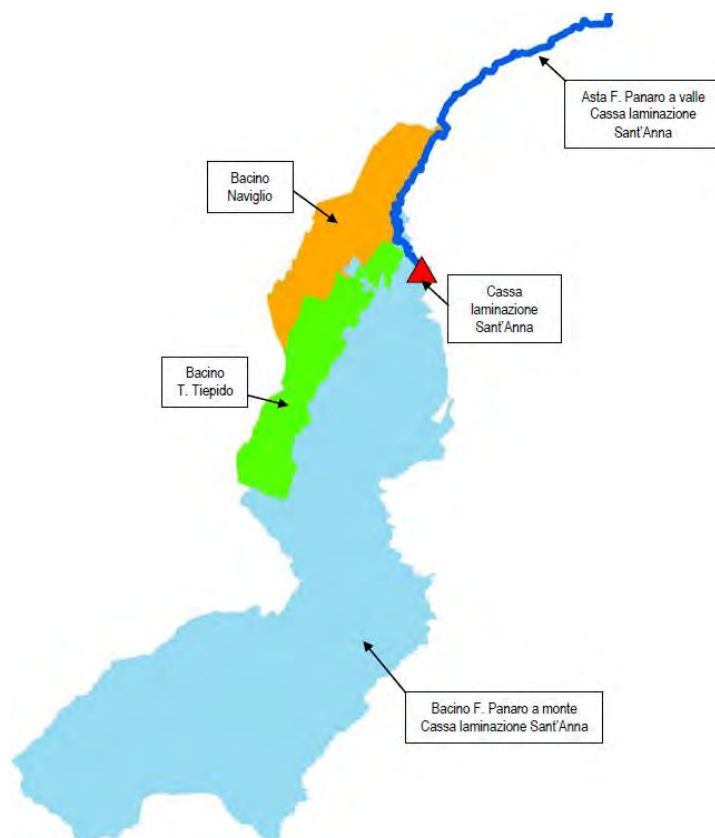 Asta F. Panaro a valle
Cassa laminazione
Sant'Anna
Bacino
Naviglio
Cassa
laminazione
Sant'Anna
Bacino
T. Tiepido
Bacino F. Panaro a monte
Cassa laminazione Sant'Anna